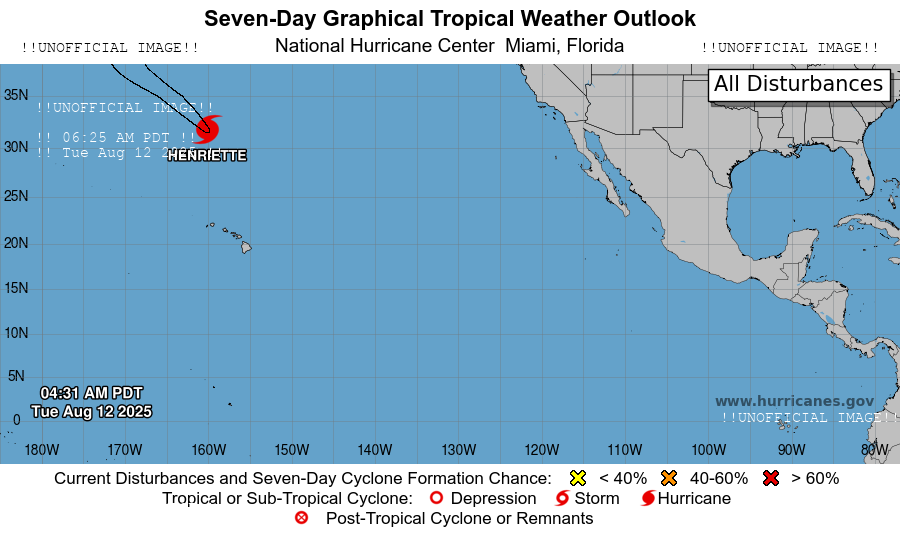 Seven-Day Graphical Tropical Weather Outlook
!!UNOFFICIAL IMAGE!! National Hurricane Center Miami, Florida !!UNOFFICIAL IMAGE!!
All Disturbances
35N
!!UNOFFICIAL IMAGE!!
!! 06:25 AM PDT !!
30N
!! Tue Aug 12 2025 !!
HENRIETTE
25N
20N
15N
10N
5N
04:31 AM PDT
Tue Aug 12 2025
www.hurricanes.gov
!!UNOFFICIAL IMAGE!!
0
180W 170W 160W 150W 140W 130W 120W 110W 100W 90W 80W
Current Disturbances and Seven-Day Cyclone Formation Chance: < 40% 40-60% > 60%
Tropical or Sub-Tropical Cyclone: Depression Storm Hurricane
Post-Tropical Cyclone or Remnants